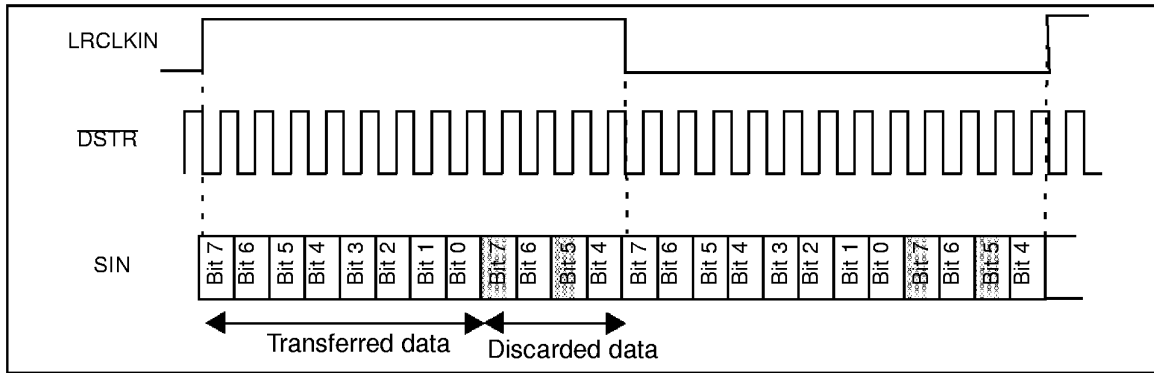 LRCLKIN
DSTR
SIN
Bit 7
Bit 6
Bit 5
Bit 4
Bit 3
Bit 2
Bit 1
Bit 0
Bit 7
Bit 6
Bit 5
Bit 4
Bit 7
Bit 6
Bit 5
Bit 4
Bit 3
Bit 2
Bit 1
Bit 0
Bit 7
Bit 6
Bit 5
Bit 4
Transferred data
Discarded data